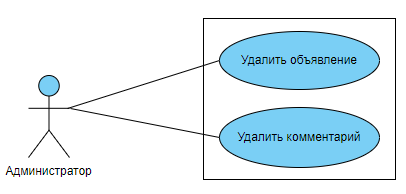 Удалить объявление
Удалить комментарий
Администратор